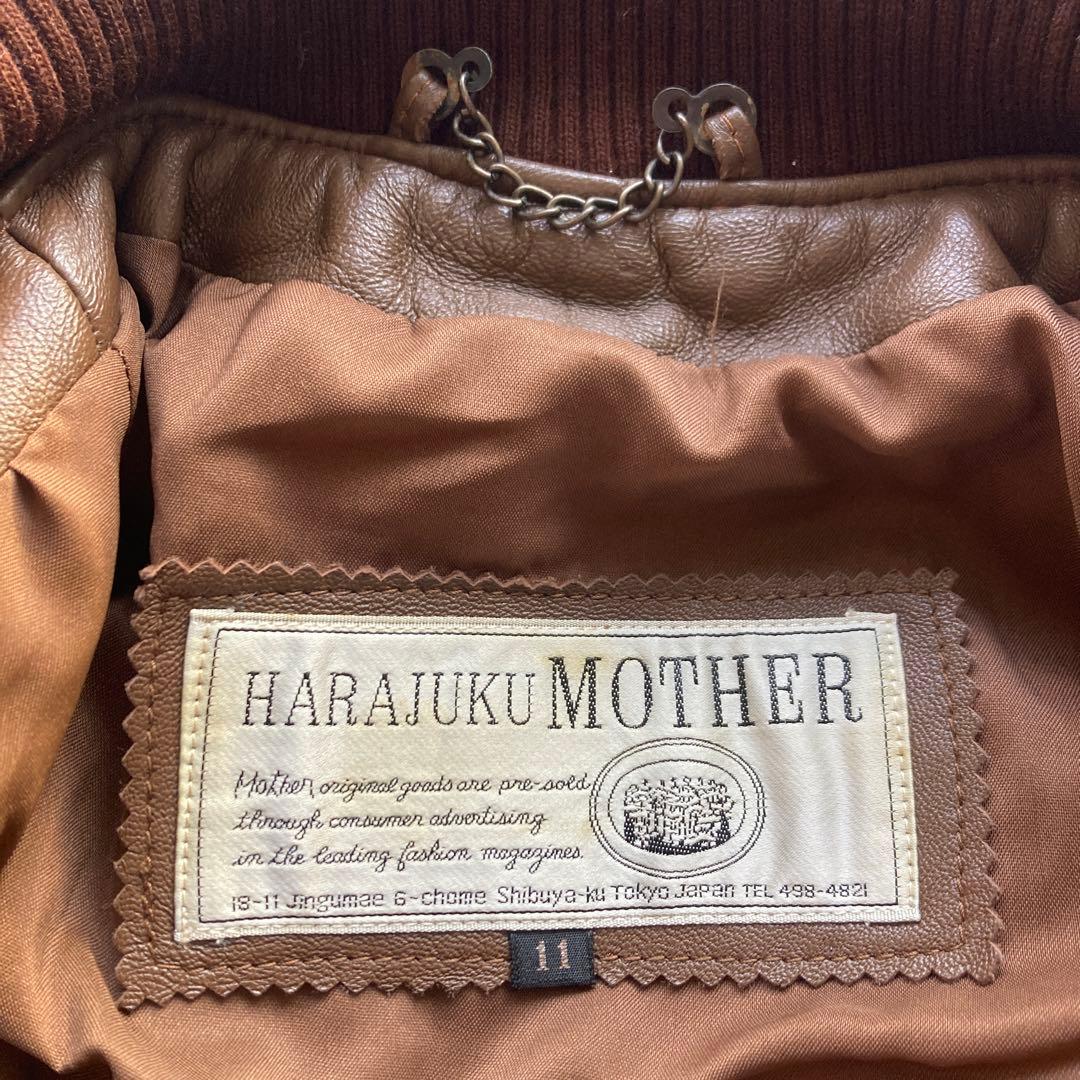 HARAJUKU MOTHER
Mother original goods are pre-sold
through consumer advertising
in the leading fashion magazines.
18-11 Jingumae 6-chome Shibuya-ku Tokyo Japan TEL 498-4821
11